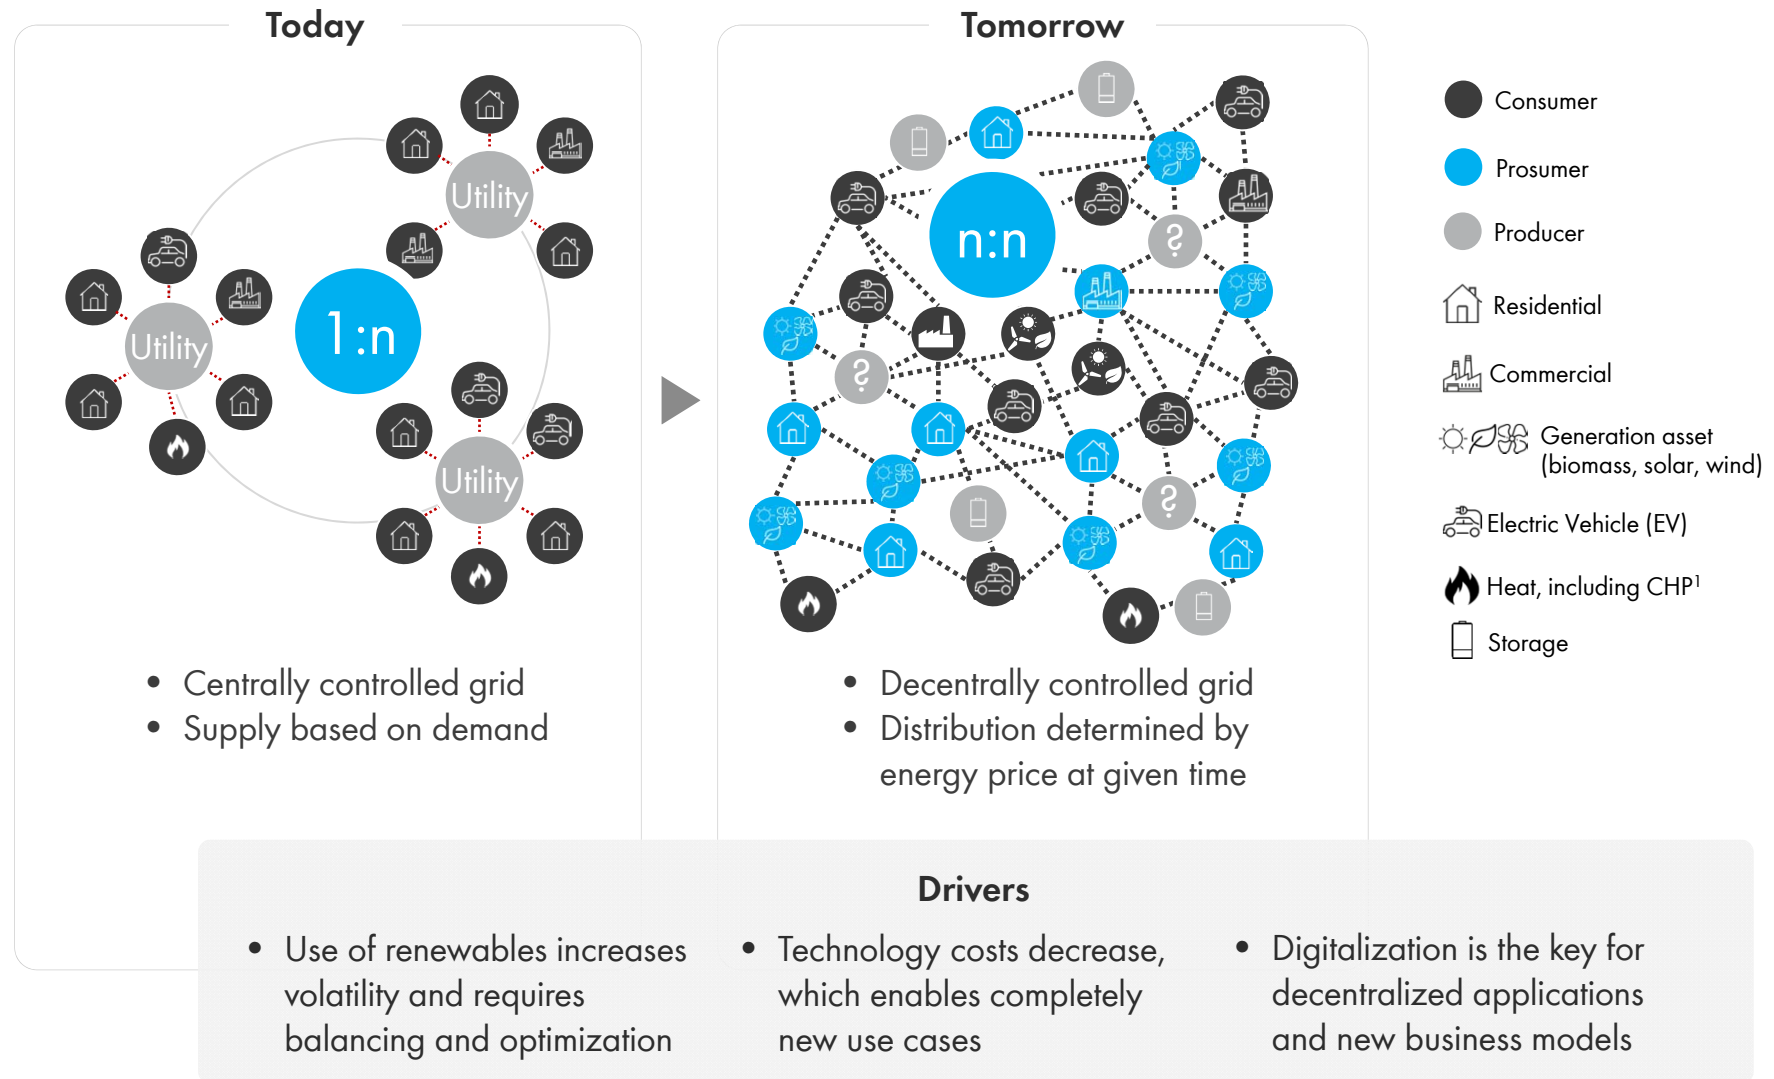 Today
Utility
Utility
1:n
Utility
• Centrally controlled grid
• Supply based on demand
Tomorrow
n:n
?
?
?
• Decentrally controlled grid
• Distribution determined by
energy price at given time
Consumer
Prosumer
Producer
Residential
Commercial
Generation asset
(biomass, solar, wind)
Electric Vehicle (EV)
Heat, including CHP¹
Storage
Drivers
• Use of renewables increases
volatility and requires
balancing and optimization
• Technology costs decrease,
which enables completely
new use cases
• Digitalization is the key for
decentralized applications
and new business models